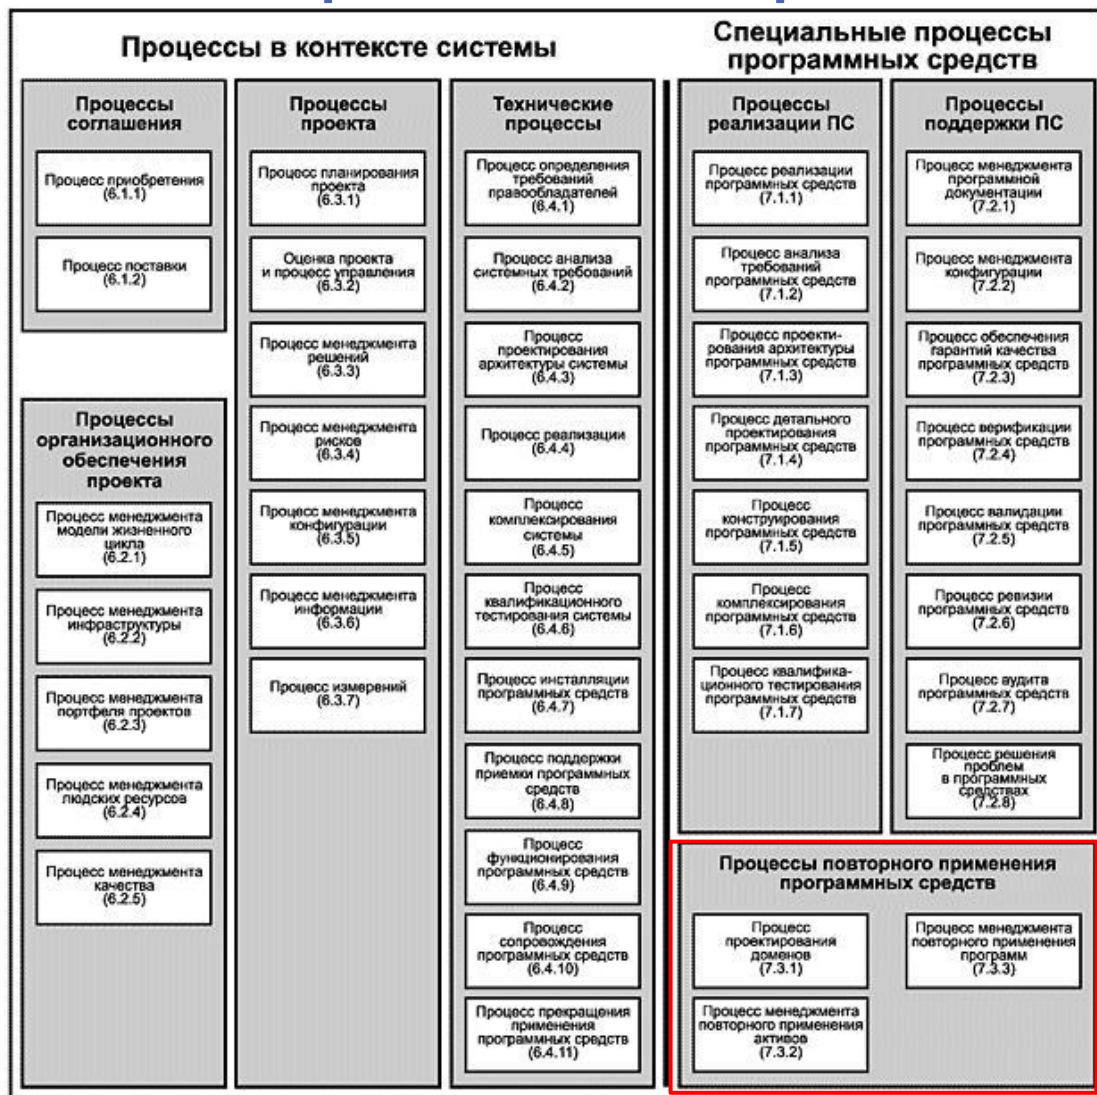 Процессы в контексте системы
Специальные процессы
программных средств
Процессы
соглашения
Процесс приобретения
(6.1.1)
Процесс поставки
(6.1.2)
Процессы
организационного
обеспечения
проекта
Процесс менеджмента
модели жизненного
цикла
(6.2.1)
Процесс менеджмента
инфраструктуры
(6.2.2)
Процесс менеджмента
портфеля проектов
(6.2.3)
Процесс менеджмента
людских ресурсов
(6.2.4)
Процесс менеджмента
качества
(6.2.5)
Процессы
проекта
Процесс планирования
проекта
(6.3.1)
Оценка проекта
и процесс управления
(6.3.2)
Процесс менеджмента
решений
(6.3.3)
Процесс менеджмента
рисков
(6.3.4)
Процесс менеджмента
конфигурации
(6.3.5)
Процесс менеджмента
информации
(6.3.6)
Процесс измерений
(6.3.7)
Технические
процессы
Процесс определения
требований
правообладателей
(6.4.1)
Процесс анализа
системных требований
(6.4.2)
Процесс
проектирования
архитектуры системы
(6.4.3)
Процесс реализации
(6.4.4)
Процесс
комплексирования
системы
(6.4.5)
Процесс
квалификационного
тестирования системы
(6.4.6)
Процесс инсталляции
программных средств
(6.4.7)
Процесс поддержки
приемки программных
средств
(6.4.8)
Процесс
функционирования
программных средств
(6.4.9)
Процесс
сопровождения
программных средств
(6.4.10)
Процесс прекращения
применения
программных средств
(6.4.11)
Процессы
реализации ПС
Процесс реализации
программных средств
(7.1.1)
Процесс анализа
требований
программных средств
(7.1.2)
Процесс проекти-
рования архитектуры
программных средств
(7.1.3)
Процесс детального
проектирования
программных средств
(7.1.4)
Процесс
конструирования
программных средств
(7.1.5)
Процесс
комплексирования
программных средств
(7.1.6)
Процесс квалифика-
ционного тестирования
программных средств
(7.1.7)
Процессы
поддержки ПС
Процесс менеджмента
программной
документации
(7.2.1)
Процесс менеджмента
конфигурации
(7.2.2)
Процесс обеспечения
гарантий качества
программных средств
(7.2.3)
Процесс верификации
программных средств
(7.2.4)
Процесс валидации
программных средств
(7.2.5)
Процесс ревизии
программных средств
(7.2.6)
Процесс аудита
программных средств
(7.2.7)
Процесс решения
проблем
в программных
средствах
(7.2.8)
Процессы повторного применения
программных средств
Процесс
проектирования
доменов
(7.3.1)
Процесс менеджмента
повторного применения
активов
(7.3.2)
Процесс менеджмента
повторного применения
программ
(7.3.3)